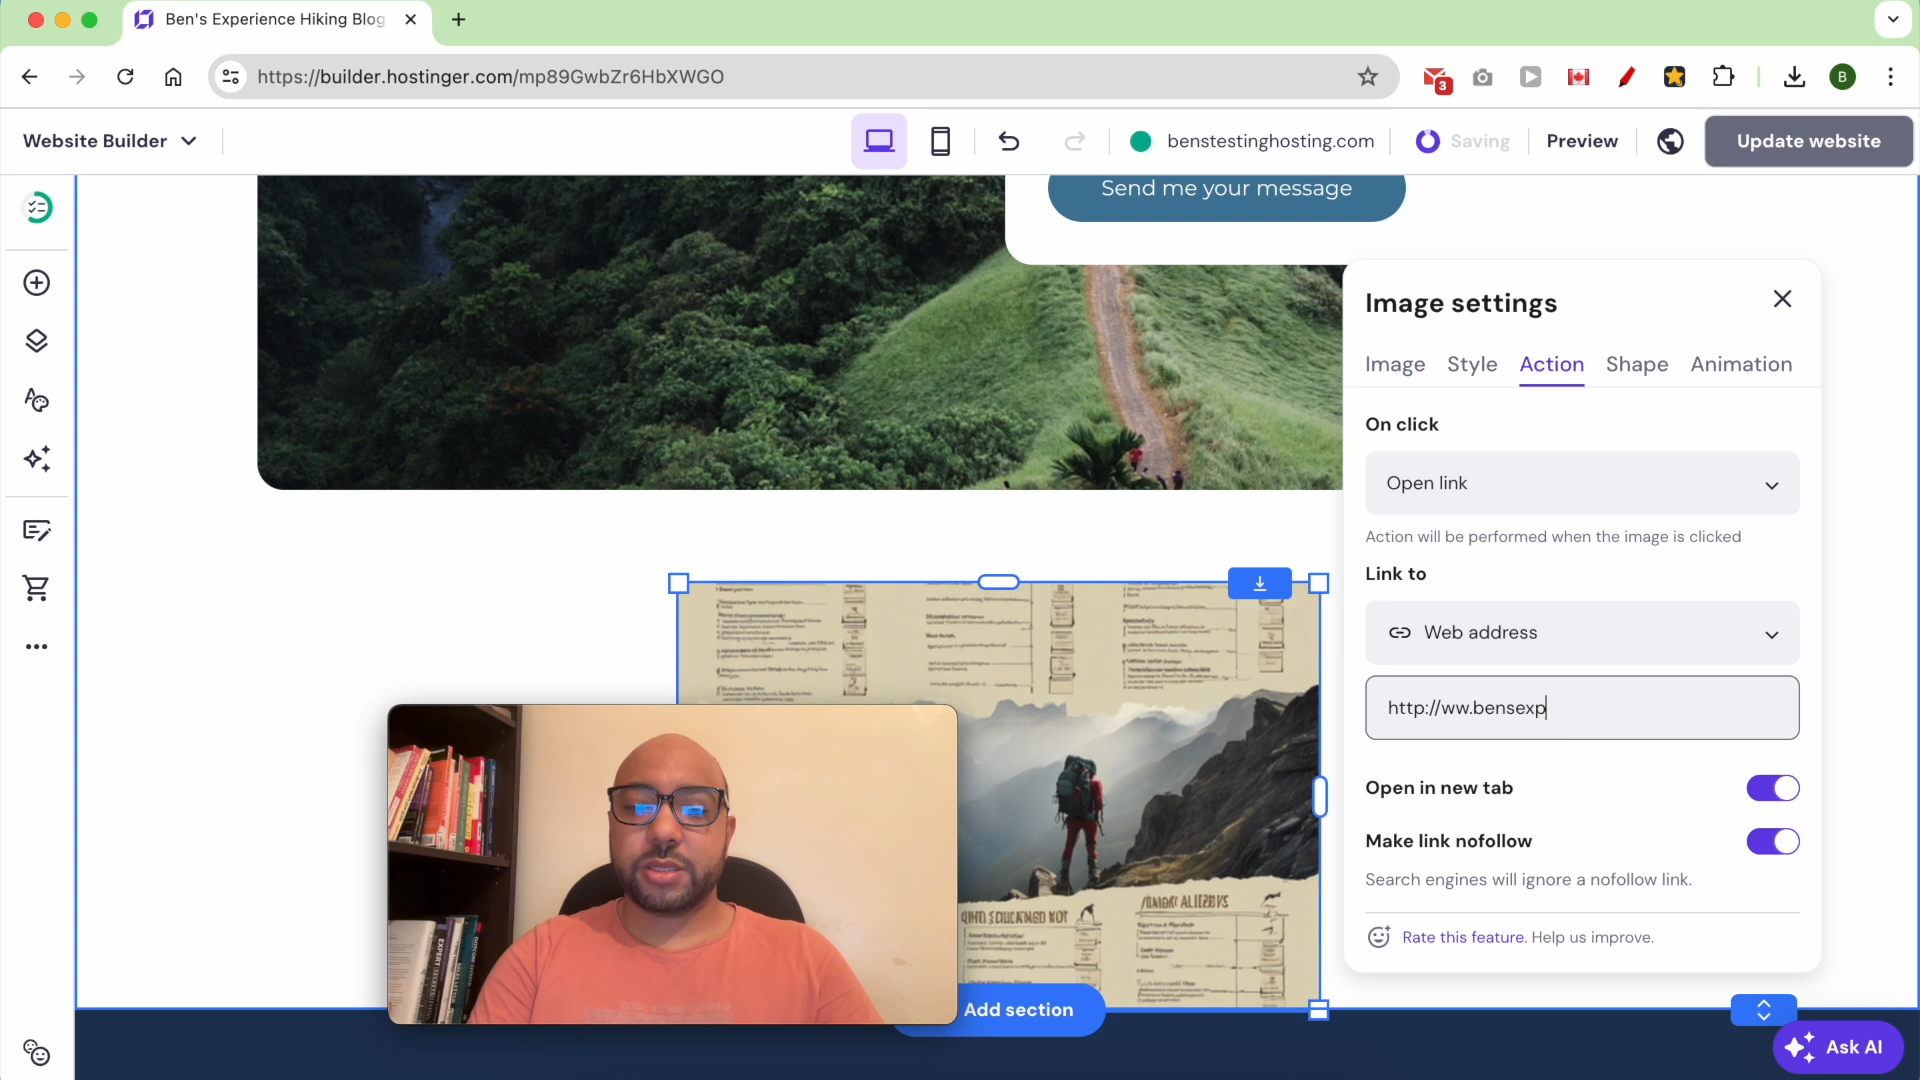 Ben's Experience Hiking Blog
https://builder.hostinger.com/mp89GwbZr6HbXWGO
3
B
Website Builder
benstestinghosting.com
Saving
Preview
Update website
Send me your message
Image settings
Image Style Action Shape Animation
On click
Open link
Action will be performed when the image is clicked
Link to
Web address
http://ww.bensexp
Open in new tab
Make link nofollow
Search engines will ignore a nofollow link.
Rate this feature. Help us improve.
EXPERT
Add section
Ask AI